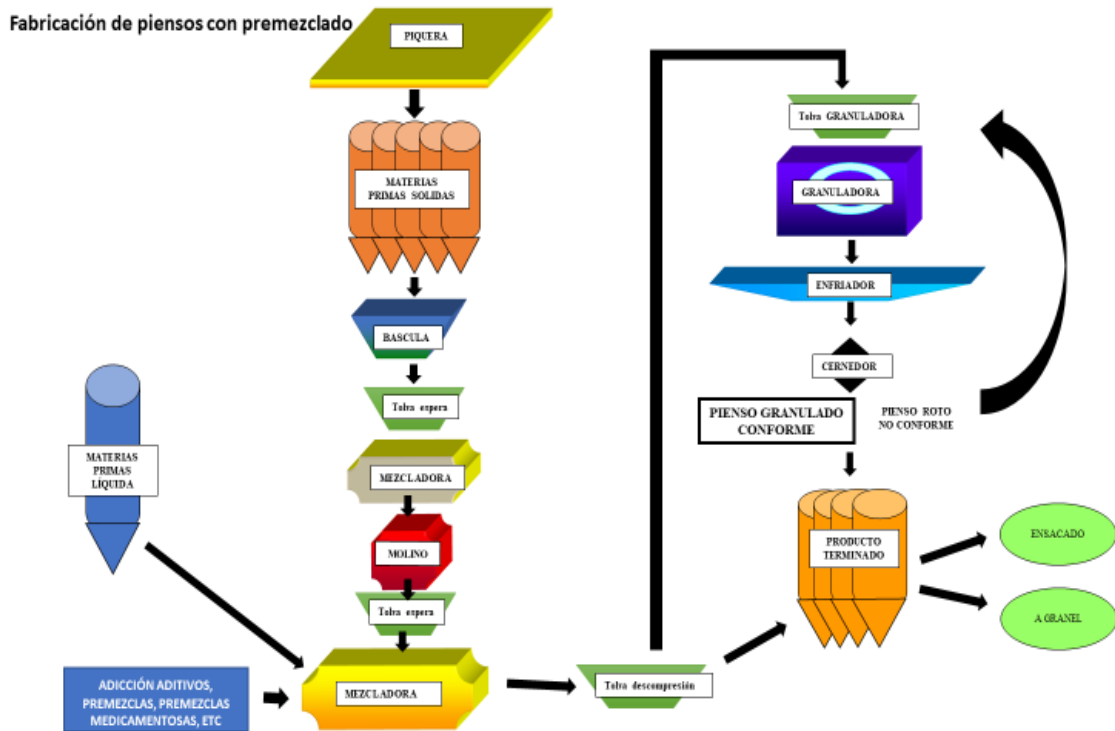 Fabricación de piensos con premezclado
PIQUERA
MATERIAS
PRIMAS SOLIDAS
BASCULA
Tolva espera
MEZCLADORA
MOLINO
Tolva espera
MATERIAS
PRIMAS
LÍQUIDA
ADICCIÓN ADITIVOS,
PREMEZCLAS, PREMEZCLAS
MEDICAMENTOSAS, ETC
MEZCLADORA
Tolva descompresión
Tolva GRANULADORA
GRANULADORA
ENFRIADOR
CERNEDOR
PIENSO GRANULADO
CONFORME
PIENSO ROTO
NO CONFORME
PRODUCTO
TERMINADO
ENSACADO
A GRANEL